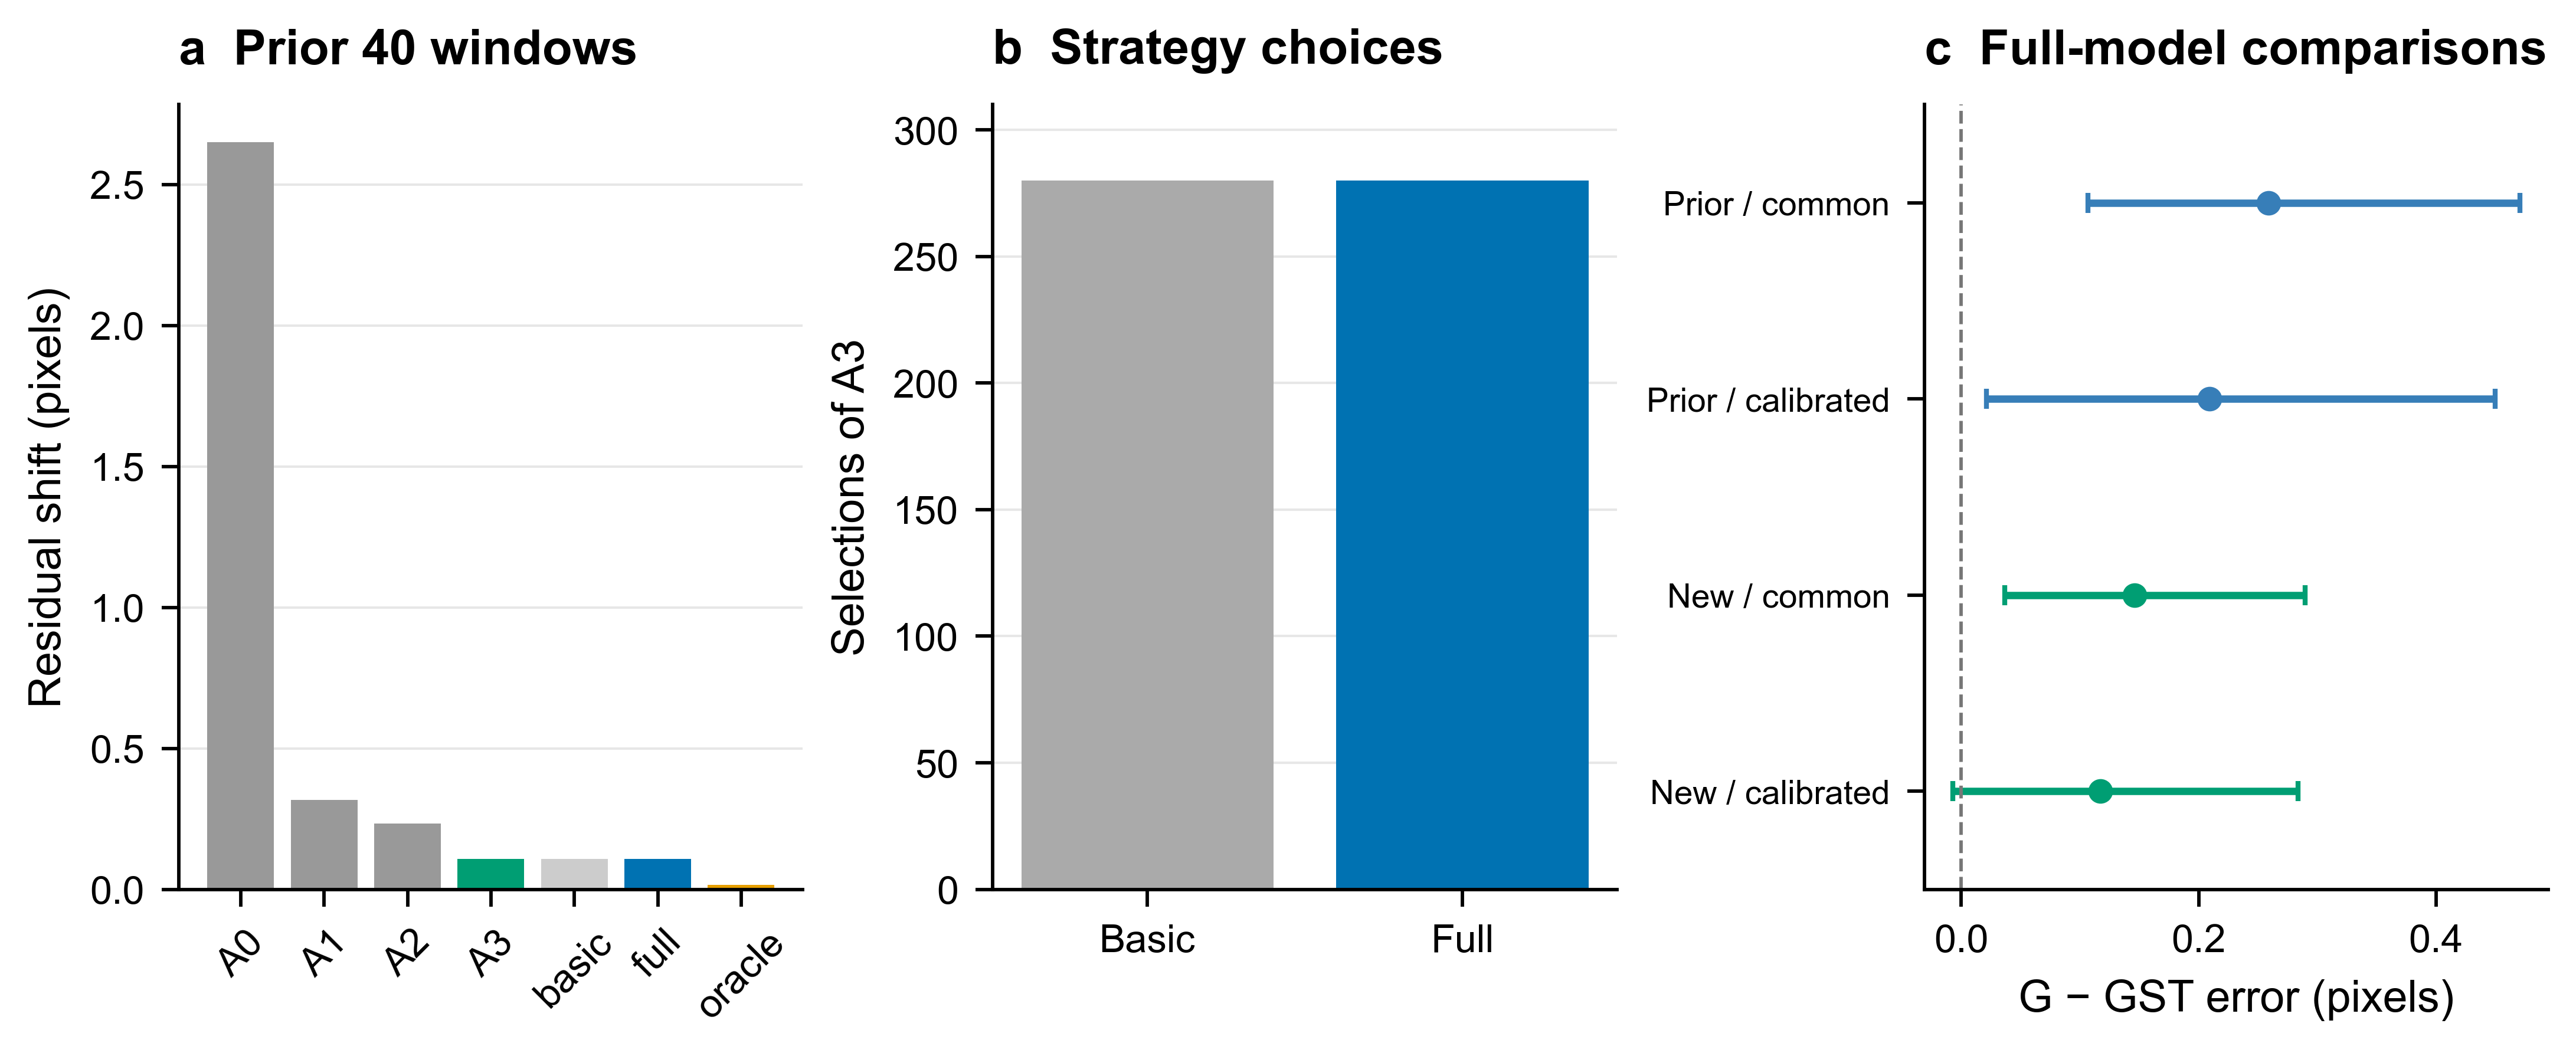 a Prior 40 windows
Residual shift (pixels)
2.5
2.0
1.5
1.0
0.5
0.0
A0
A1
A2
A3
basic
full
oracle
b Strategy choices
Selections of A3
300
250
200
150
100
50
0
Basic
Full
c Full-model comparisons
Prior / common
Prior / calibrated
New / common
New / calibrated
0.0
0.2
0.4
G − GST error (pixels)